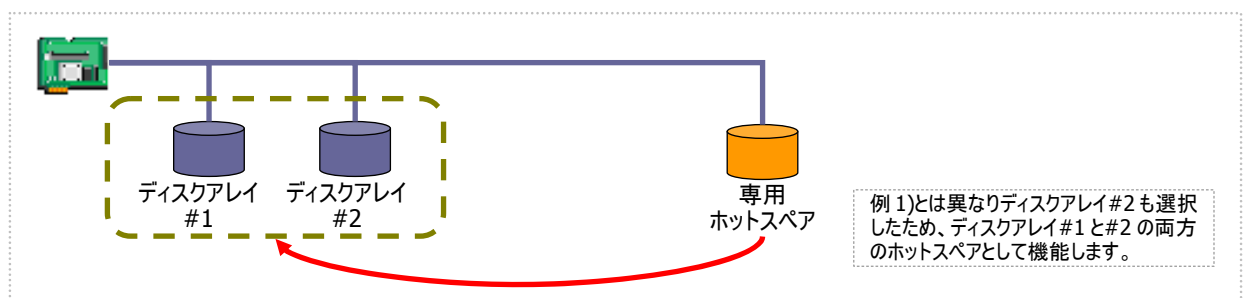 ディスクアレイ
#1
ディスクアレイ
#2
専用
ホットスペア
例 1)とは異なりディスクアレイ#2 も選択
したため、ディスクアレイ#1 と#2 の両方
のホットスペアとして機能します。